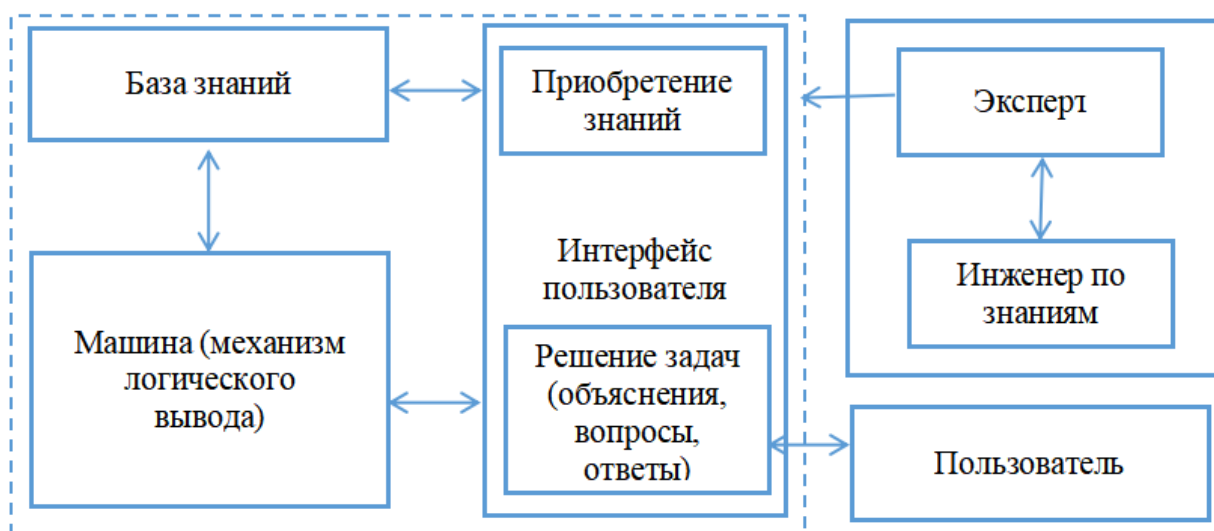 База знаний
Приобретение
знаний
Эксперт
Интерфейс
пользователя
Инженер по
знаниям
Машина (механизм
логического
вывода)
Решение задач
(объяснения,
вопросы,
ответы)
Пользователь